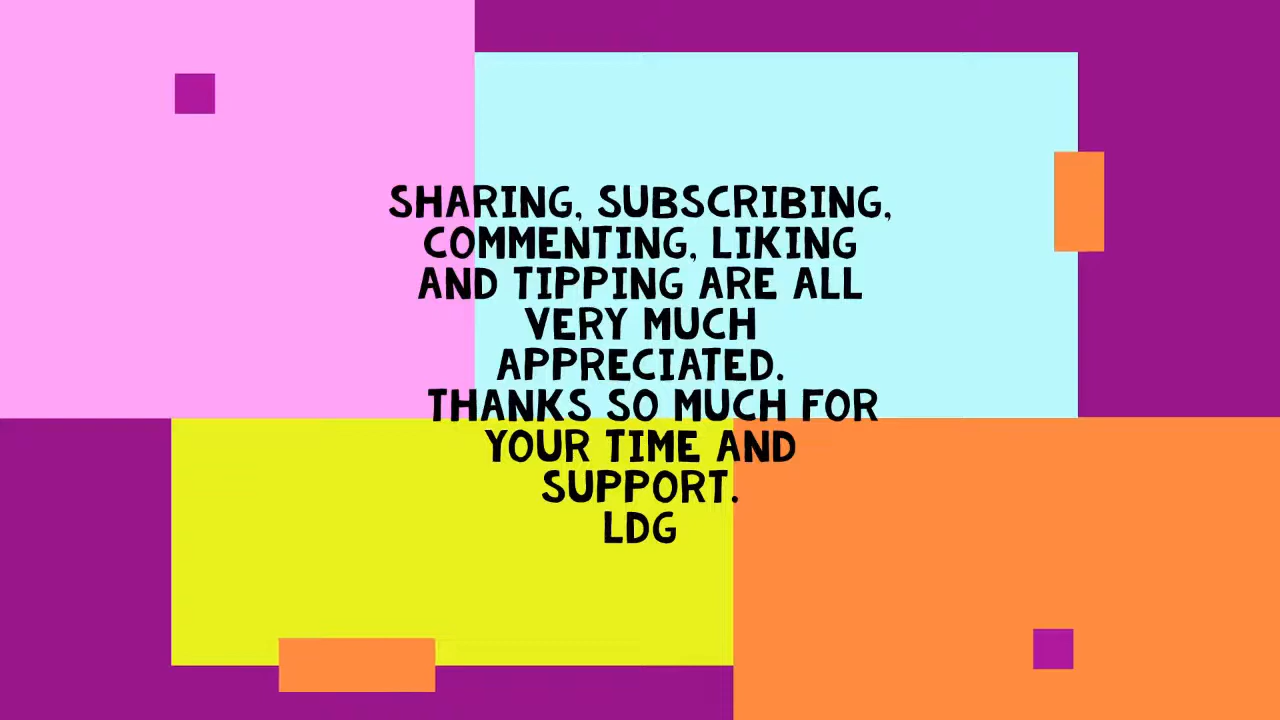 SHARING, SUBSCRIBING,
COMMENTING, LIKING
AND TIPPING ARE ALL
VERY MUCH
APPRECIATED.
THANKS SO MUCH FOR
YOUR TIME AND
SUPPORT.
LDG